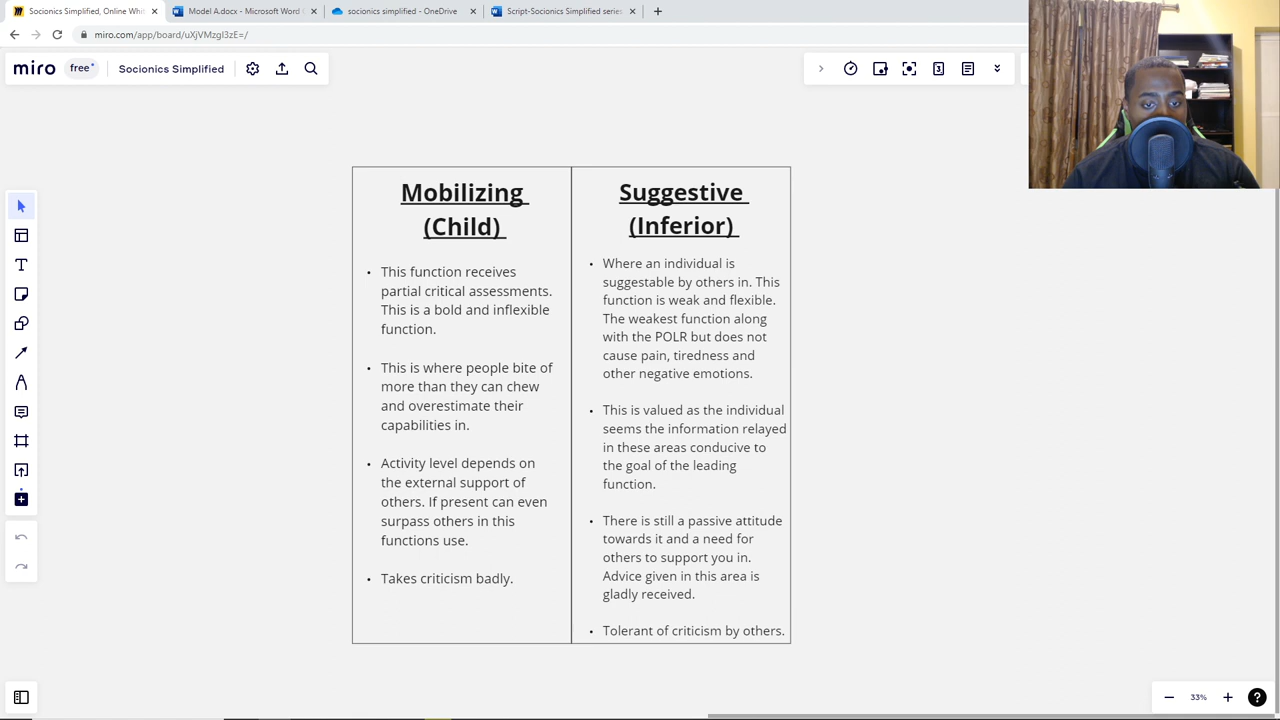 Socionics Simplified, Online Whit
Model A.docx - Microsoft Word
socionics simplified - OneDrive
Script-Socionics Simplified series
miro.com/app/board/uXjVMzgI3zE=/
miro
free
Socionics Simplified
3
Mobilizing
(Child)
This function receives
partial critical assessments.
This is a bold and inflexible
function.
This is where people bite of
more than they can chew
and overestimate their
capabilities in.
Activity level depends on
the external support of
others. If present can even
surpass others in this
functions use.
Takes criticism badly.
Suggestive
(Inferior)
Where an individual is
suggestable by others in. This
function is weak and flexible.
The weakest function along
with the POLR but does not
cause pain, tiredness and
other negative emotions.
This is valued as the individual
seems the information relayed
in these areas conducive to
the goal of the leading
function.
There is still a passive attitude
towards it and a need for
others to support you in.
Advice given in this area is
gladly received.
Tolerant of criticism by others.
33%